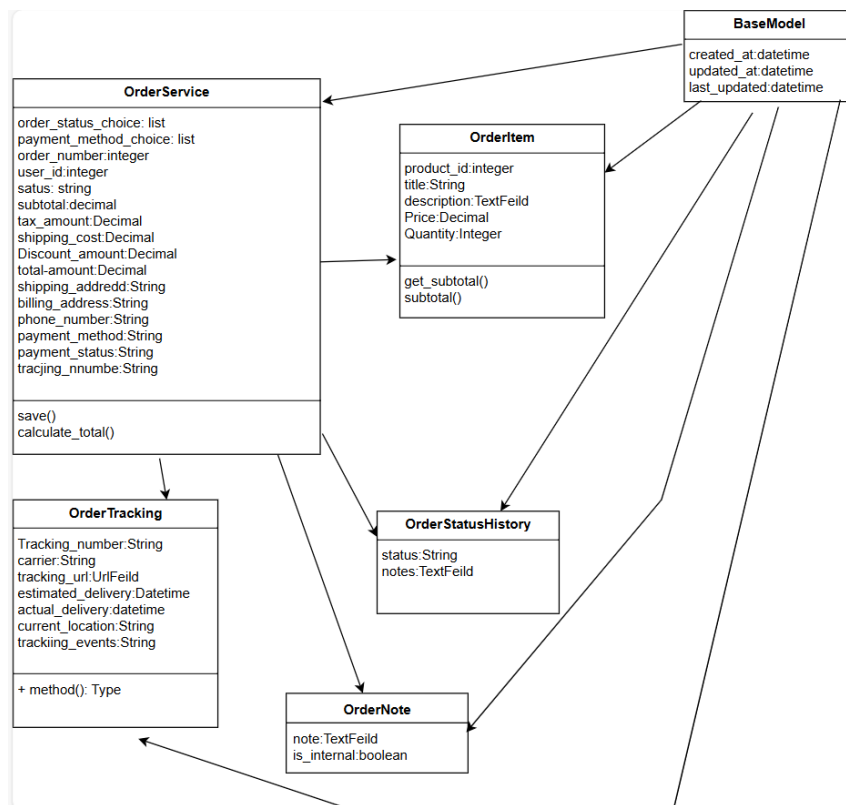 BaseModel
created_at:datetime
updated_at:datetime
last_updated:datetime
OrderService
order_status_choice: list
payment_method_choice: list
order_number:integer
user_id:integer
satus: string
subtotal:decimal
tax_amount:Decimal
shipping_cost:Decimal
Discount_amount:Decimal
total-amount:Decimal
shipping_addredd:String
billing_address:String
phone_number:String
payment_method:String
payment_status:String
tracjing_nnumbe:String
save()
calculate_total()
OrderItem
product_id:integer
title:String
description:TextFeild
Price:Decimal
Quantity:Integer
get_subtotal()
subtotal()
OrderTracking
Tracking_number:String
carrier:String
tracking_url:UrlFeild
estimated_delivery:Datetime
actual_delivery:datetime
current_location:String
trackiing_events:String
+ method(): Type
OrderStatusHistory
status:String
notes:TextFeild
OrderNote
note:TextFeild
is_internal:boolean